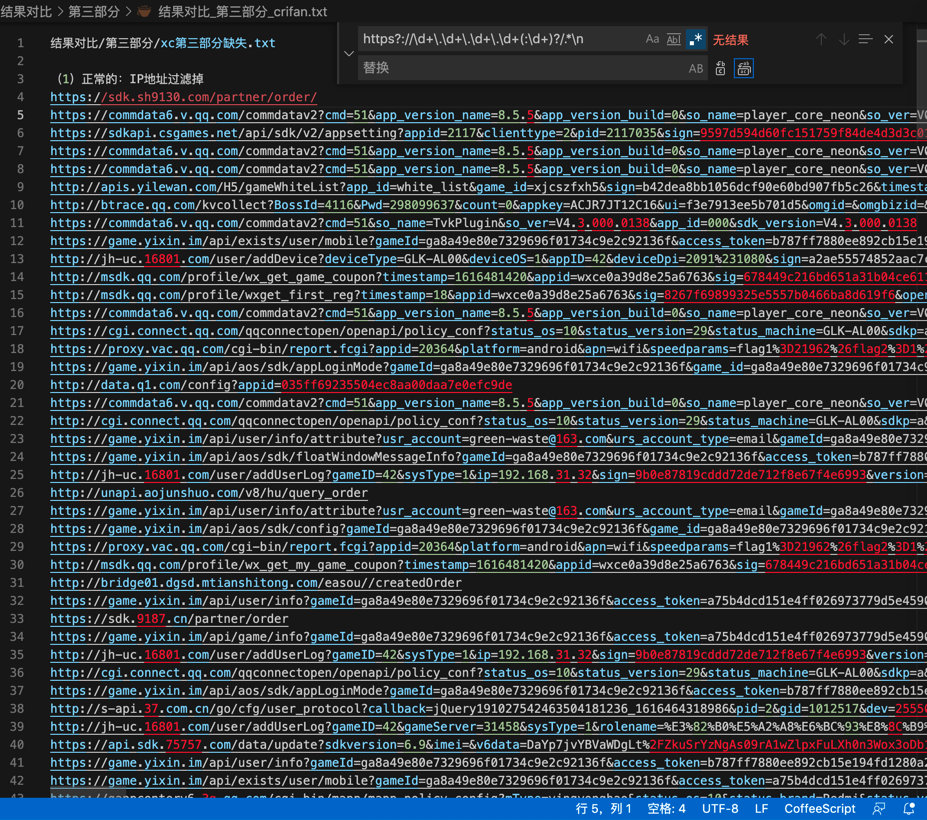 结果对比 > 第三部分 > 结果对比_第三部分_crifan.txt
https?://\d+\.\d+\.\d+\.\d+(:\d+)?/.*\n
Aa Abl .* 无结果
替换
AB
1 结果对比/第三部分/xc第三部分缺失.txt
2
3 （1）正常的：IP地址过滤掉
4 https://sdk.sh9130.com/partner/order/
5 https://commdata6.v.qq.com/commdatav2?cmd=51&app_version_name=8.5.5&app_version_build=0&so_name=player_core_neon&so_ver=V
6 https://sdkapi.csgames.net/api/sdk/v2/appsetting?appid=2117&clienttype=2&pid=2117035&sign=9597d594d60fc151759f84de4d3d3c0
7 https://commdata6.v.qq.com/commdatav2?cmd=51&app_version_name=8.5.5&app_version_build=0&so_name=player_core_neon&so_ver=V
8 https://commdata6.v.qq.com/commdatav2?cmd=51&app_version_name=8.5.5&app_version_build=0&so_name=player_core_neon&so_ver=V
9 http://apis.yilewan.com/H5/gameWhiteList?app_id=white_list&game_id=xjcszfxh5&sign=b42dea8bb1056dcf90e60bd907fb5c26&timesta
10 http://btrace.qq.com/kvcollect?BossId=4116&Pwd=298099637&count=0&appkey=ACJR7JT12C16&ui=f3e7913ee5b701d5&omgid=&omgbizid=
11 https://commdata6.v.qq.com/commdatav2?cmd=51&so_name=TvkPlugin&so_ver=V4.3.000.0138&app_id=000&sdk_version=V4.3.000.0138
12 https://game.yixin.im/api/exists/user/mobile?gameId=ga8a49e80e7329696f01734c9e2c92136f&access_token=b787ff7880ee892cb15e19
13 http://jh-uc.16801.com/user/addDevice?deviceType=GLK-AL00&deviceOS=1&appID=42&deviceDpi=2091%231080&sign=a2ae55574852aac7
14 http://msdk.qq.com/profile/wx_get_game_coupon?timestamp=1616481420&appid=wxce0a39d8e25a6763&sig=678449c216bd651a31b04ce61
15 http://msdk.qq.com/profile/wxget_first_reg?timestamp=18&appid=wxce0a39d8e25a6763&sig=8267f69899325e5557b0466ba8d619f6&ope
16 https://commdata6.v.qq.com/commdatav2?cmd=51&app_version_name=8.5.5&app_version_build=0&so_name=player_core_neon&so_ver=V
17 https://cgi.connect.qq.com/qqconnectopen/openapi/policy_conf?status_os=10&status_version=29&status_machine=GLK-AL00&sdkp=a
18 https://proxy.vac.qq.com/cgi-bin/report.fcgi?appid=20364&platform=android&apn=wifi&speedparams=flag1%3D21962%26flag2%3D1%
19 https://game.yixin.im/api/aos/sdk/appLoginMode?gameId=ga8a49e80e7329696f01734c9e2c92136f&game_id=ga8a49e80e7329696f01734c9
20 http://data.q1.com/config?appid=035ff69235504ec8aa00daa7e0efc9de
21 https://commdata6.v.qq.com/commdatav2?cmd=51&app_version_name=8.5.5&app_version_build=0&so_name=player_core_neon&so_ver=V
22 http://cgi.connect.qq.com/qqconnectopen/openapi/policy_conf?status_os=10&status_version=29&status_machine=GLK-AL00&sdkp=a&
23 https://game.yixin.im/api/user/info/attribute?usr_account=green-waste@163.com&urs_account_type=email&gameId=ga8a49e80e7329
24 https://game.yixin.im/api/aos/sdk/floatWindowMessageInfo?gameId=ga8a49e80e7329696f01734c9e2c92136f&access_token=b787ff788
25 http://jh-uc.16801.com/user/addUserLog?gameID=42&sysType=1&ip=192.168.31.32&sign=9b0e87819cddd72de712f8e67f4e6993&version=
26 http://unapi.aojunshuo.com/v8/hu/query_order
27 https://game.yixin.im/api/user/info/attribute?usr_account=green-waste@163.com&urs_account_type=email&gameId=ga8a49e80e7329
28 https://game.yixin.im/api/aos/sdk/config?gameId=ga8a49e80e7329696f01734c9e2c92136f&game_id=ga8a49e80e7329696f01734c9e2c921
29 https://proxy.vac.qq.com/cgi-bin/report.fcgi?appid=20364&platform=android&apn=wifi&speedparams=flag1%3D21962%26flag2%3D1%
30 http://msdk.qq.com/profile/wx_get_my_game_coupon?timestamp=1616481420&appid=wxce0a39d8e25a6763&sig=678449c216bd651a31b04ce
31 http://bridge01.dgsd.mtianshitong.com/easou//createdOrder
32 https://game.yixin.im/api/user/info?gameId=ga8a49e80e7329696f01734c9e2c92136f&access_token=a75b4dcd151e4ff026973779d5e4590
33 https://sdk.9187.cn/partner/order
34 https://game.yixin.im/api/game/info?gameId=ga8a49e80e7329696f01734c9e2c92136f&access_token=a75b4dcd151e4ff026973779d5e4590
35 http://jh-uc.16801.com/user/addUserLog?gameID=42&sysType=1&ip=192.168.31.32&sign=9b0e87819cddd72de712f8e67f4e6993&version=
36 http://cgi.connect.qq.com/qqconnectopen/openapi/policy_conf?status_os=10&status_version=29&status_machine=GLK-AL00&sdkp=a&
37 https://game.yixin.im/api/aos/sdk/appLoginMode?gameId=ga8a49e80e7329696f01734c9e2c92136f&access_token=b787ff7880ee892cb15e
38 http://s-api.37.com.cn/go/cfg/user_protocol?callback=jQuery191027542463504181236_1616464318986&pid=2&gid=1012517&dev=2555
39 http://jh-uc.16801.com/user/addUserLog?gameID=42&gameServer=31458&sysType=1&rolename=%E3%82%B0%E5%A2%A8%E6%BC%93%E8%8C%B9%
40 https://api.sdk.75757.com/data/update?sdkversion=6.9&imei=&v6data=DaYp7jvYBVaWDgLt%2FZkuSrYzNgAs09rA1wZlpxFuLXh0n3Wox3oDb
41 https://game.yixin.im/api/user/info?gameId=ga8a49e80e7329696f01734c9e2c92136f&access_token=b787ff7880ee892cb15e194fd1280a2
42 https://game.yixin.im/api/exists/user/mobile?gameId=ga8a49e80e7329696f01734c9e2c92136f&access_token=a75b4dcd151e4ff026973
行 5，列 1 空格: 4 UTF-8 LF CoffeeScript